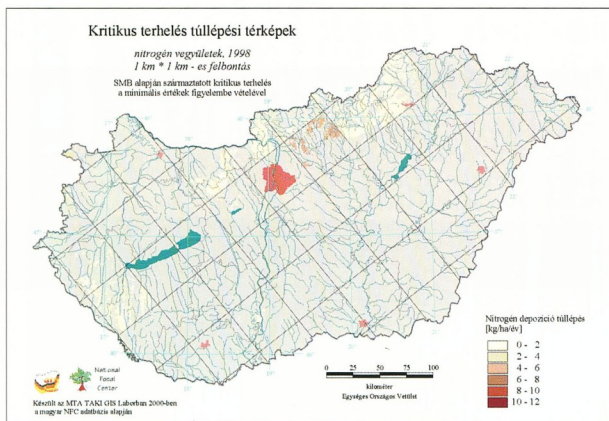 Kritikus terhelés túllépési térképek
nitrogén vegyületek, 1998
1 km * 1 km - es felbontás
SMB alapján származtatott kritikus terhelés
a minimális értékek figyelembe vételével
Nitrogén depozíció túllépés
[kg/ha/év]
0 - 2
2 - 4
4 - 6
6 - 8
8 - 10
10 - 12
0 25 50 75 100
kilométer
Egységes Országos Vetület
National
Focal
Center
Készült az MTA TAKI GIS Laborban 2000-ben
a magyar NFC adatbázis alapján